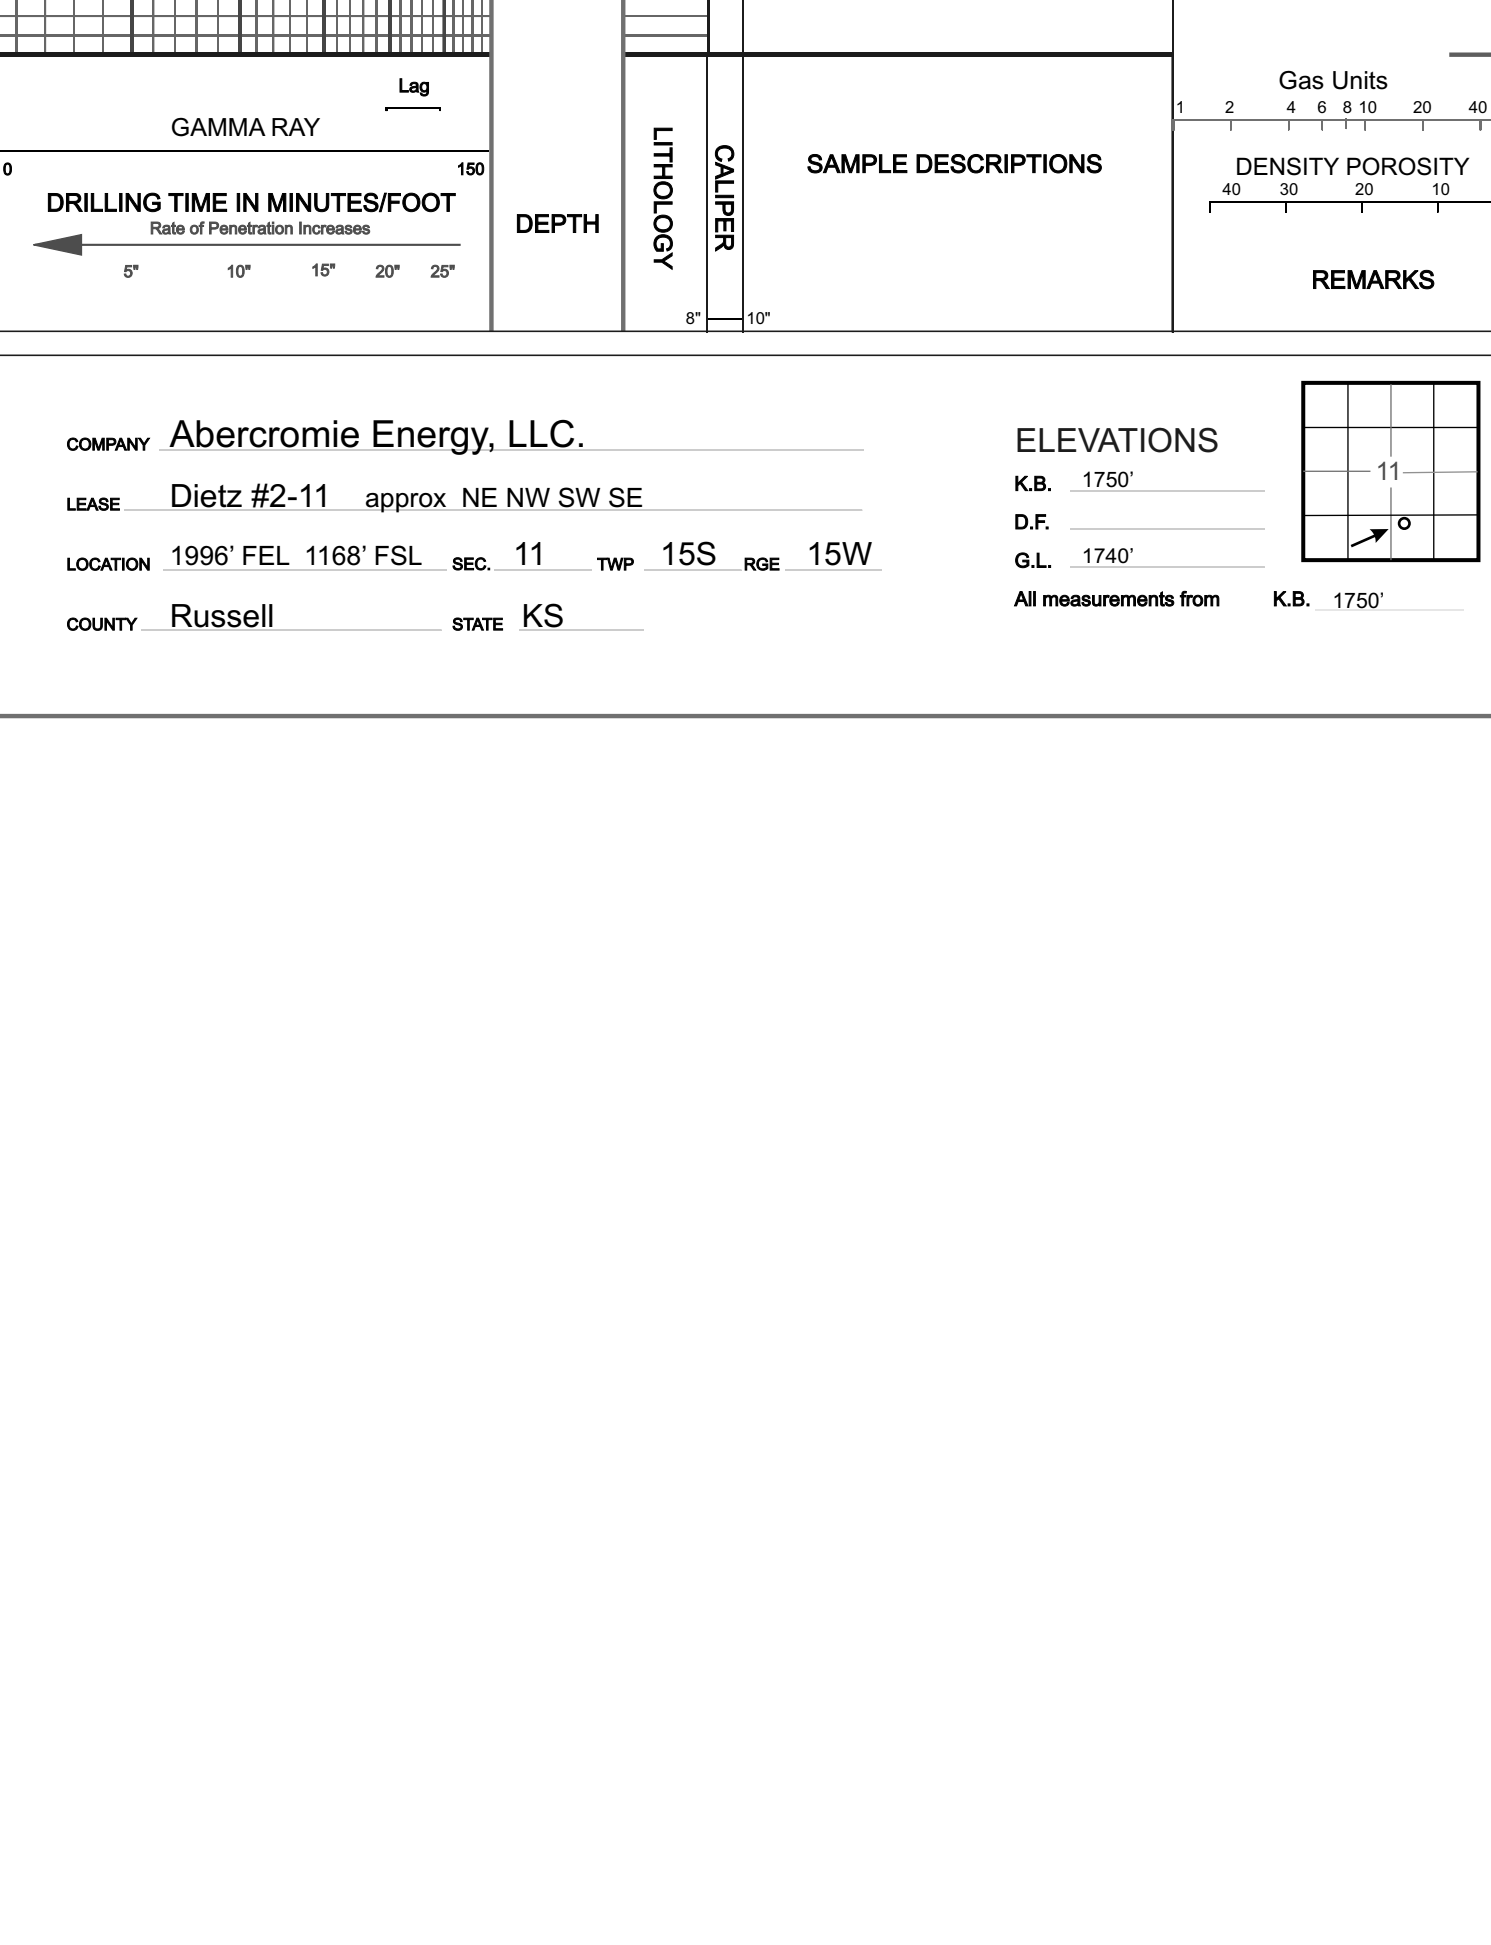 Lag
GAMMA RAY
0 150
DRILLING TIME IN MINUTES/FOOT
Rate of Penetration Increases
5" 10" 15" 20" 25"
DEPTH
LITHOLOGY
CALIPER
8" 10"
SAMPLE DESCRIPTIONS
Gas Units
1 2 4 6 8 10 20 40
DENSITY POROSITY
40 30 20 10
REMARKS
COMPANY Abercromie Energy, LLC.
LEASE Dietz #2-11 approx NE NW SW SE
LOCATION 1996’ FEL 1168’ FSL SEC. 11 TWP 15S RGE 15W
COUNTY Russell STATE KS
ELEVATIONS
K.B. 1750’
D.F.
G.L. 1740’
All measurements from K.B. 1750’
11